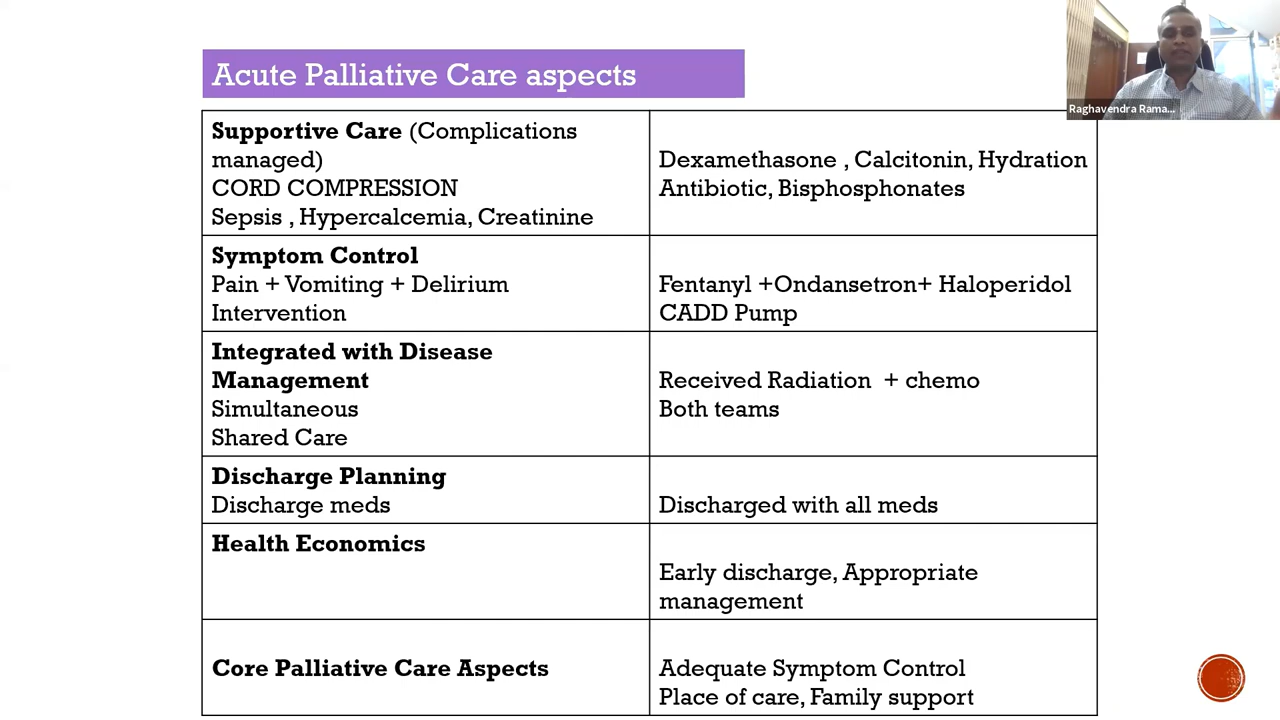 Acute Palliative Care aspects
Raghavendra Rama...
Supportive Care (Complications
managed)
CORD COMPRESSION
Sepsis , Hypercalcemia, Creatinine
Dexamethasone , Calcitonin, Hydration
Antibiotic, Bisphosphonates
Symptom Control
Pain + Vomiting + Delirium
Intervention
Fentanyl +Ondansetron+ Haloperidol
CADD Pump
Integrated with Disease
Management
Simultaneous
Shared Care
Received Radiation + chemo
Both teams
Discharge Planning
Discharge meds
Discharged with all meds
Health Economics
Early discharge, Appropriate
management
Core Palliative Care Aspects
Adequate Symptom Control
Place of care, Family support